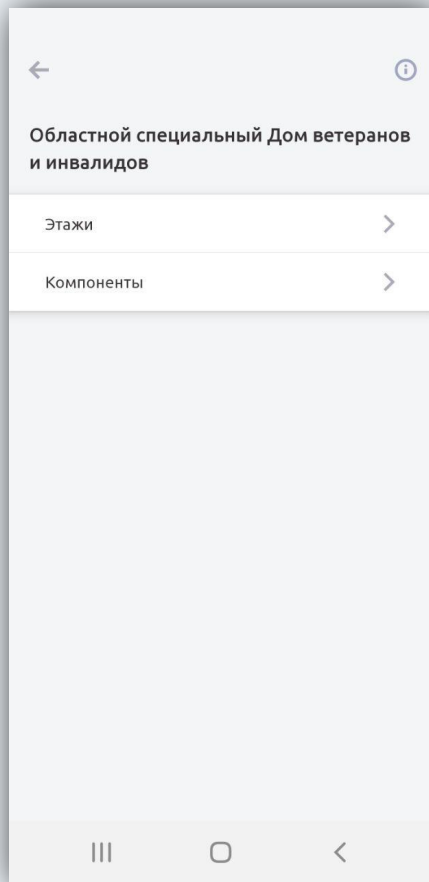 Областной специальный Дом ветеранов
и инвалидов
Этажи
Компоненты